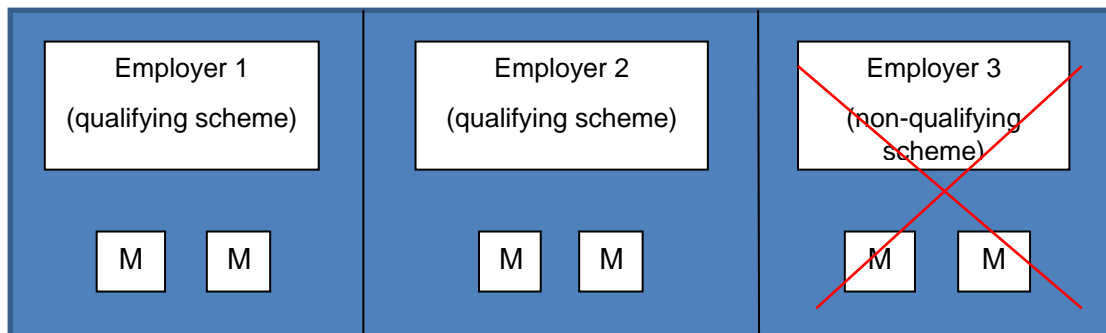 Employer 1
(qualifying scheme)
Employer 2
(qualifying scheme)
Employer 3
(non-qualifying
scheme)
M
M
M
M
M
M